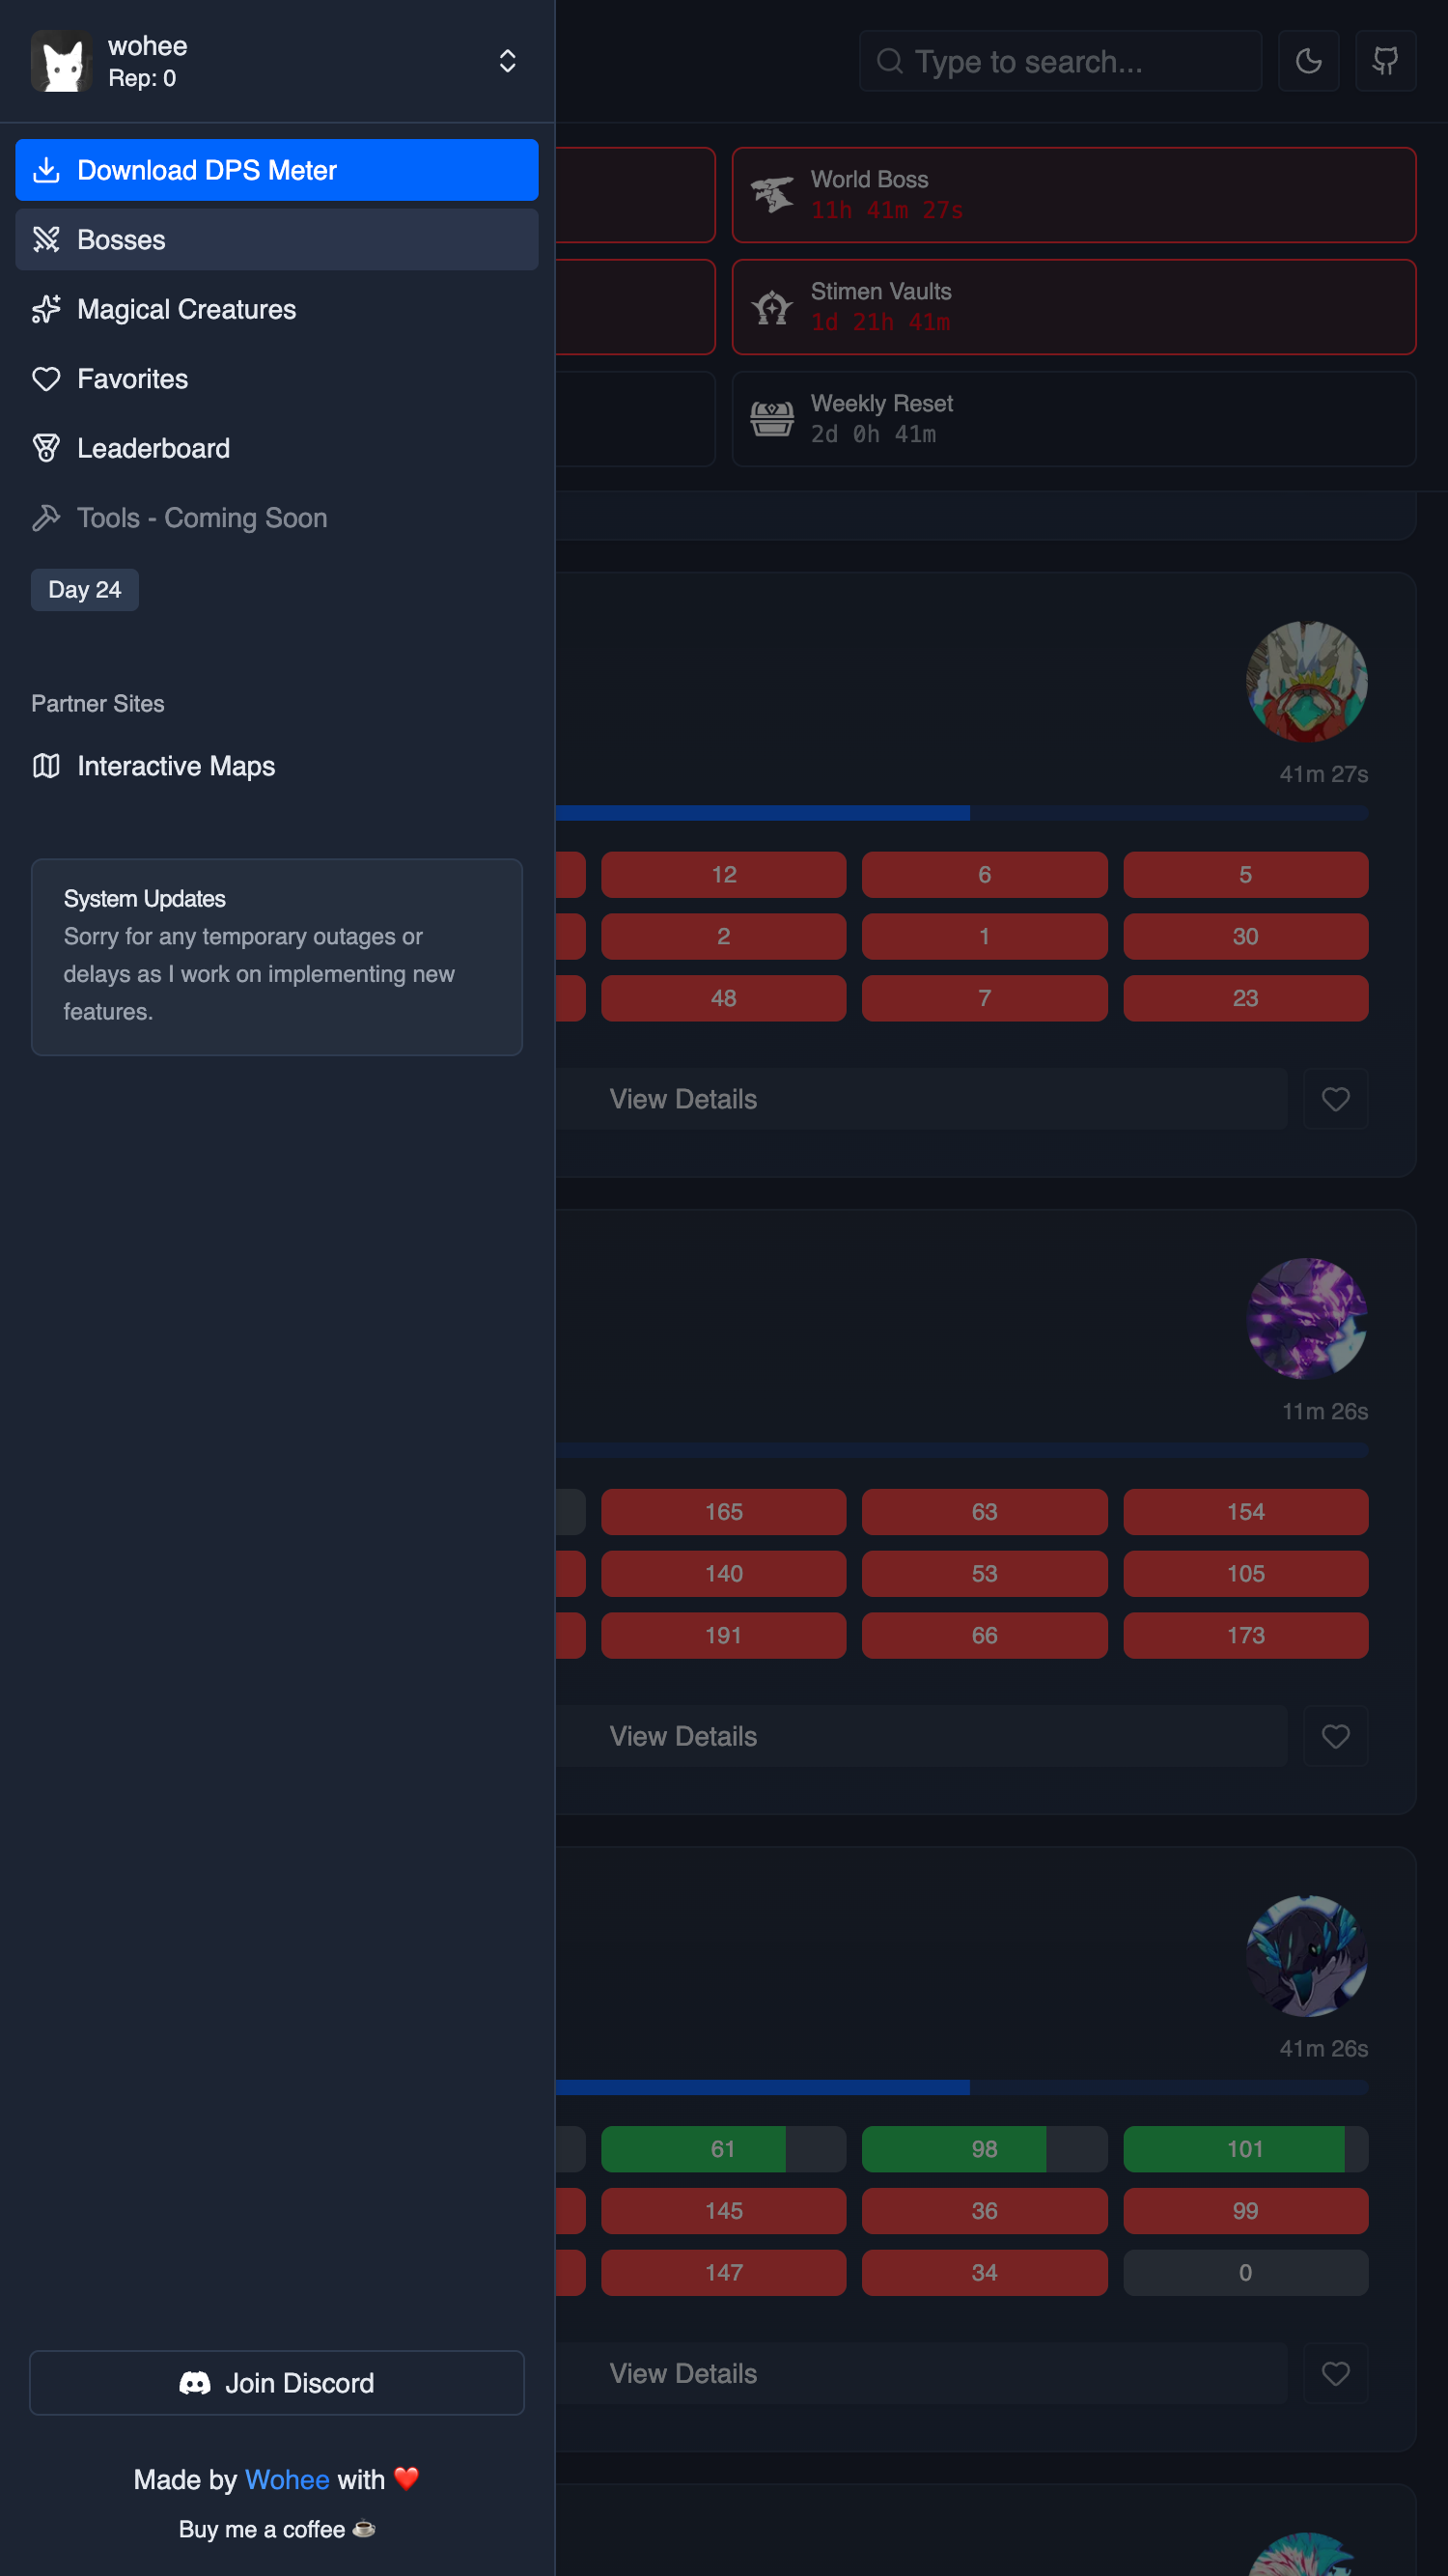 wohee
Rep: 0
Download DPS Meter
Bosses
Magical Creatures
Favorites
Leaderboard
Tools - Coming Soon
Day 24
Partner Sites
Interactive Maps
System Updates
Sorry for any temporary outages or
delays as I work on implementing new
features.
Join Discord
Made by Wohee with ❤️
Buy me a coffee ☕
Type to search...
World Boss
11h 41m 27s
Stimen Vaults
1d 21h 41m
Weekly Reset
2d 0h 41m
41m 27s
12 6 5
2 1 30
48 7 23
View Details
11m 26s
165 63 154
140 53 105
191 66 173
View Details
41m 26s
61 98 101
145 36 99
147 34 0
View Details